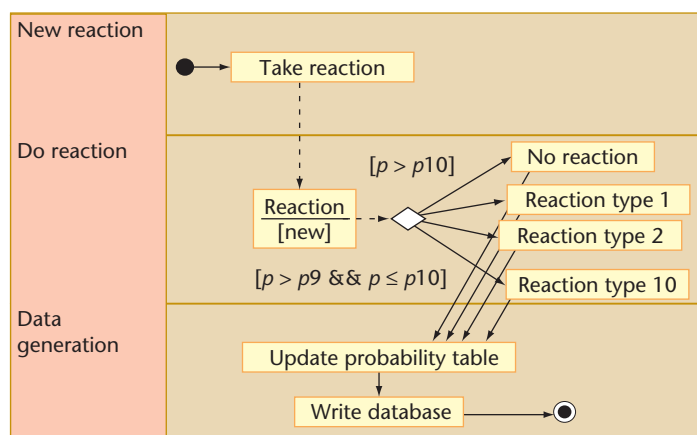 New reaction
Take reaction
Do reaction
[p > p10]
No reaction
Reaction
[new]
Reaction type 1
Reaction type 2
[p > p9 && p ≤ p10]
Reaction type 10
Data
generation
Update probability table
Write database